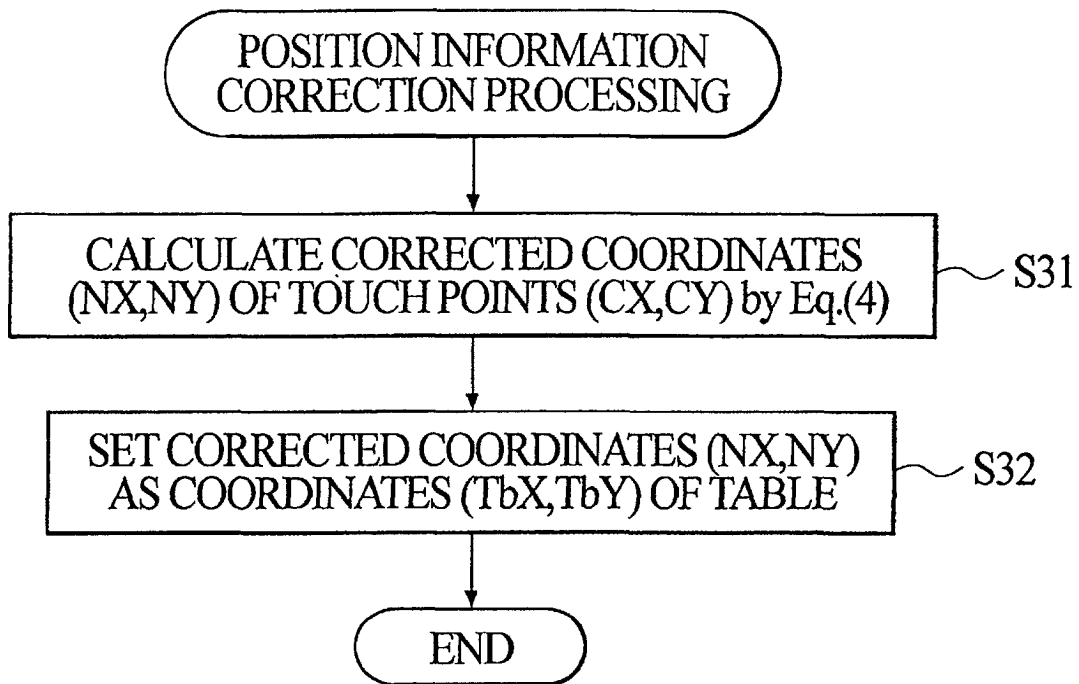 POSITION INFORMATION
CORRECTION PROCESSING
CALCULATE CORRECTED COORDINATES
(NX,NY) OF TOUCH POINTS (CX,CY) by Eq.(4)
S31
SET CORRECTED COORDINATES (NX,NY)
AS COORDINATES (TbX,TbY) OF TABLE
S32
END